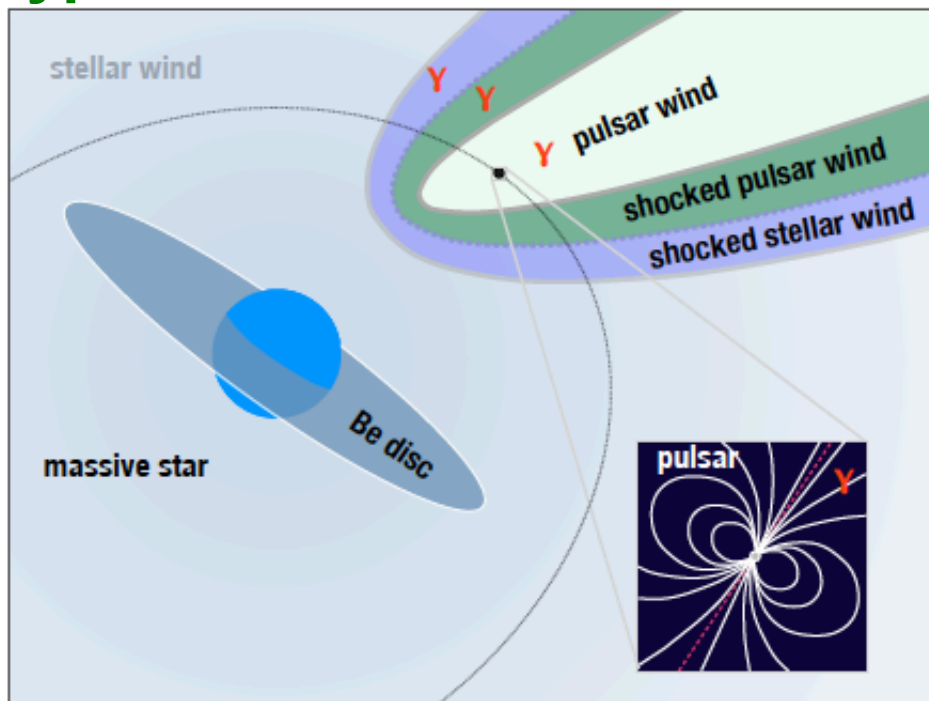 stellar wind
γ
γ
γ
pulsar wind
shocked pulsar wind
shocked stellar wind
Be disc
massive star
pulsar
γ